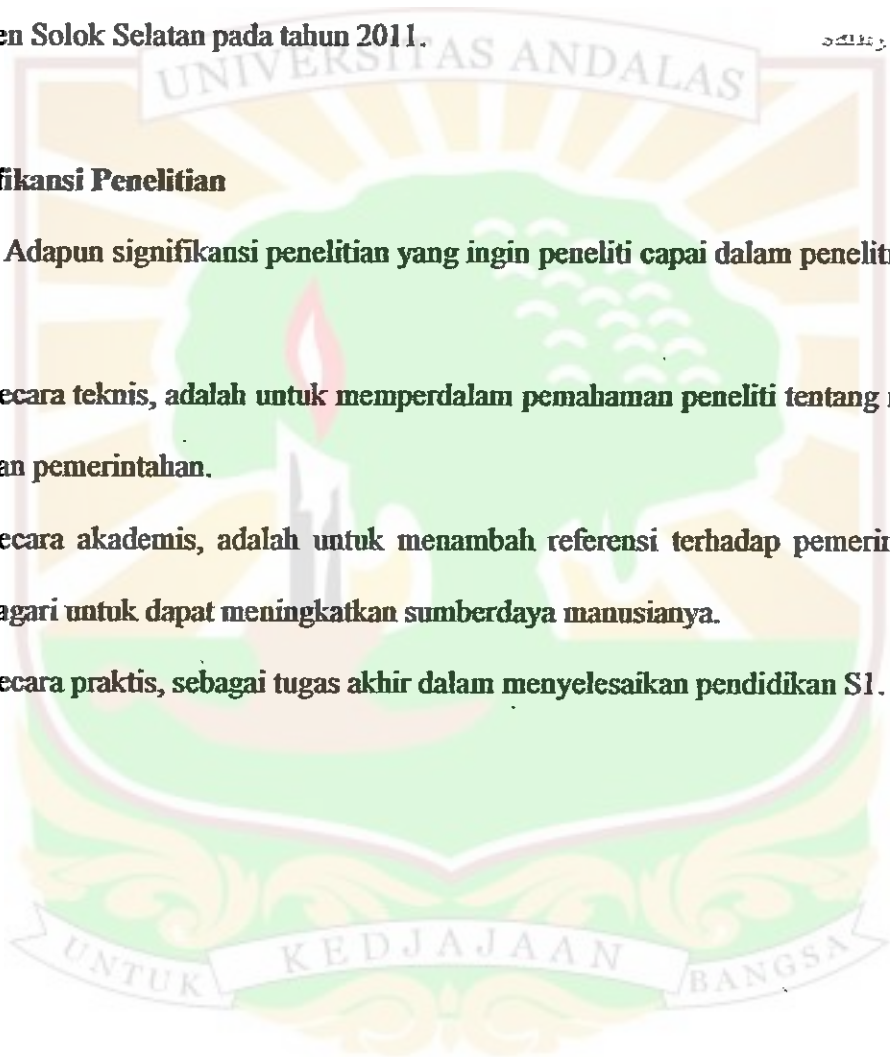 en Solok Selatan pada tahun 2011.
UNIVERSITAS ANDALAS
fikansi Penelitian
Adapun signifikansi penelitian yang ingin peneliti capai dalam penelit
ecara teknis, adalah untuk memperdalam pemahaman peneliti tentang
an pemerintahan.
ecara akademis, adalah untuk menambah referensi terhadap pemerin
agari untuk dapat meningkatkan sumberdaya manusianya.
ecara praktis, sebagai tugas akhir dalam menyelesaikan pendidikan S1.
UNTUK KEDJAJAAN BANGSA